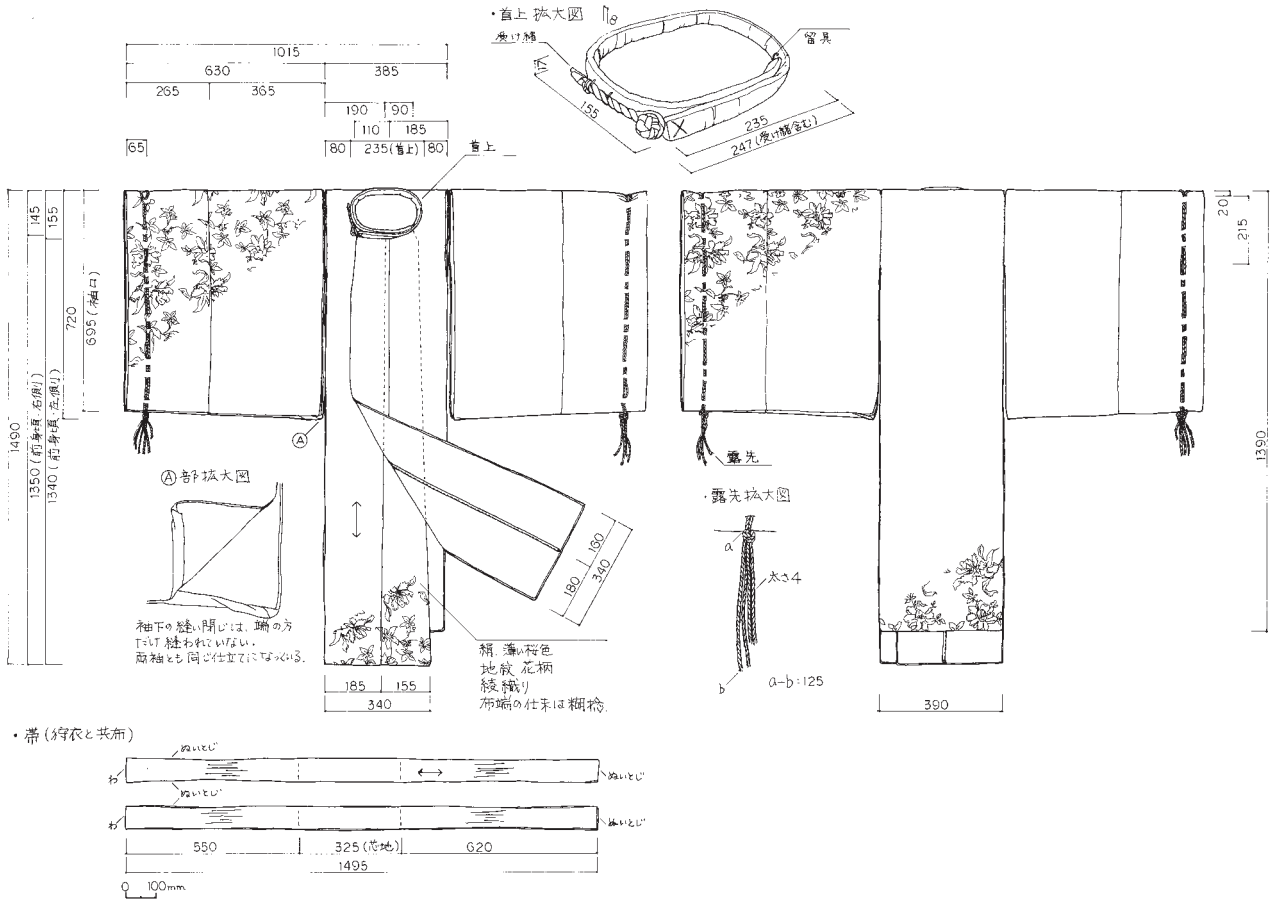 ・首上拡大図
8
受け緒
留具
17
155
235
247(受け緒含む)
1015
630
385
265
365
190
90
110
185
65
80
235(首上)
80
首上
145
155
720
695(袖口)
1490
1350(前身頃.右側)
1340(前身頃.左側)
Ⓐ
Ⓐ部拡大図
袖下の縫い閉じは、端の方
だけ縫われていない.
両袖とも同じ仕立てになっている.
160
180
340
絹.薄い桜色
地紋 花柄
綾織り
布端の仕末は糊捻.
185
155
340
20
215
1390
露先
・露先拡大図
a
太さ4
b
a-b:125
390
・帯(狩衣と共布)
ぬいとじ
わ
ぬいとじ
ぬいとじ
わ
ぬいとじ
550
325(芯地)
620
1495
0 100mm